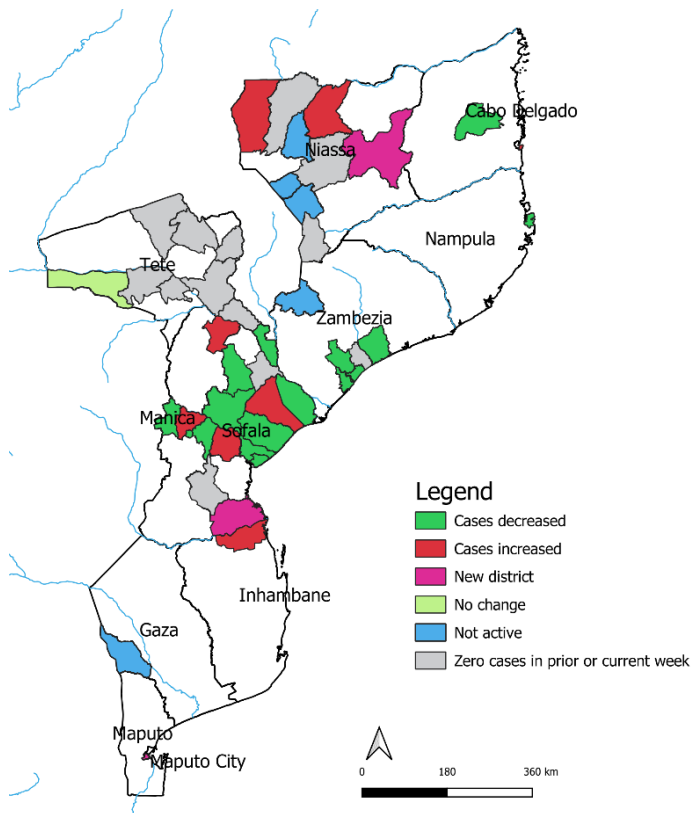 Cabo Delgado
Niassa
Nampula
Tete
Zambezia
Manica
Sofala
Inhambane
Gaza
Maputo
Maputo City
Legend
Cases decreased
Cases increased
New district
No change
Not active
Zero cases in prior or current week
0 180 360 km